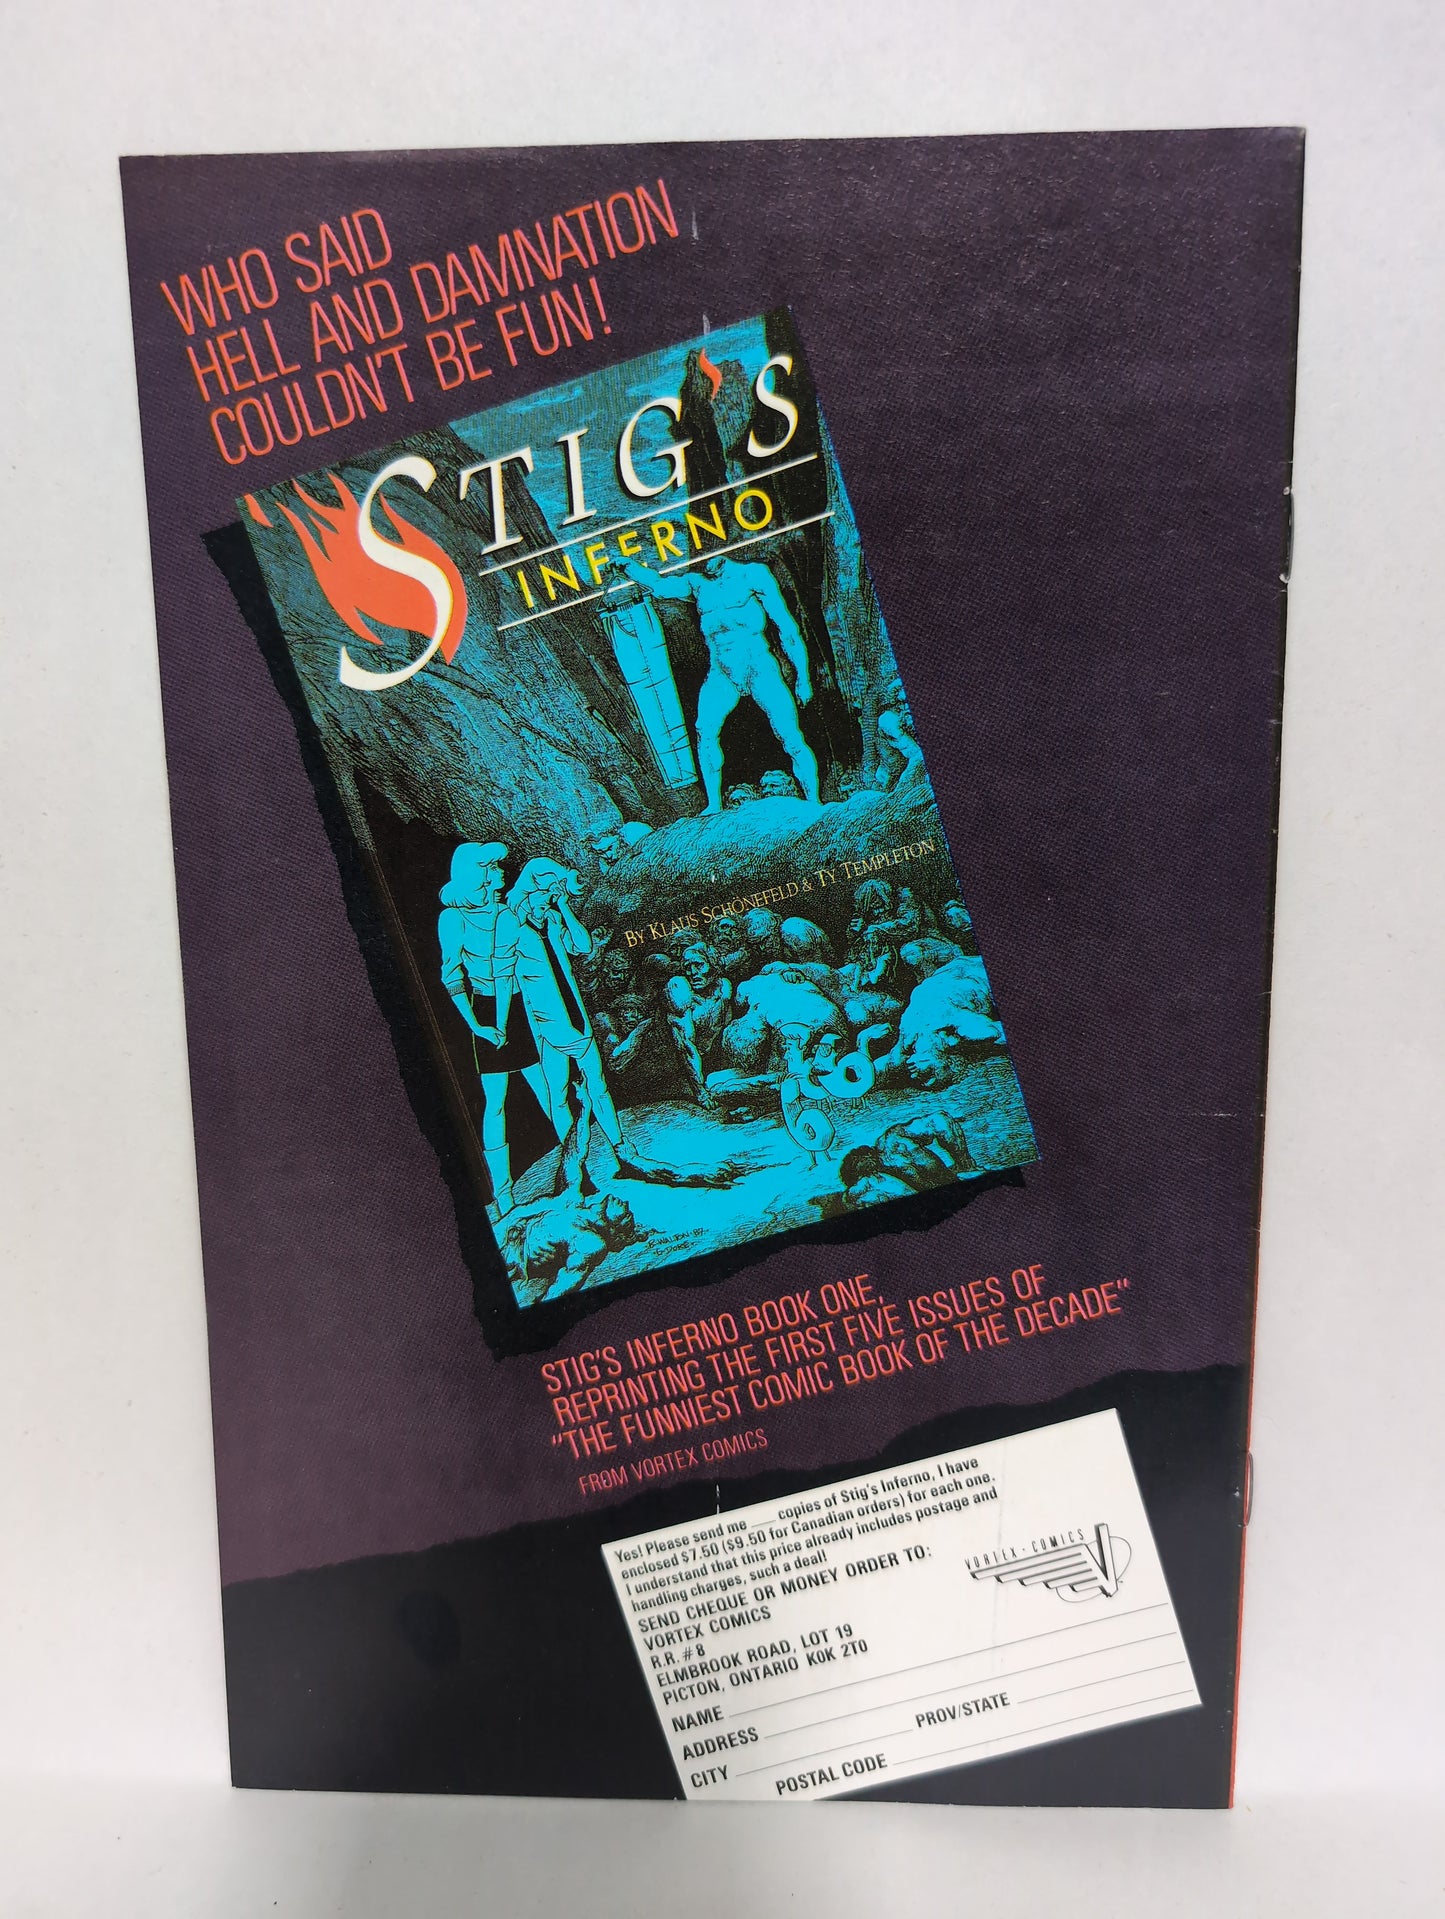 WHO SAID
HELL AND DAMNATION
COULDN'T BE FUN!
STIG'S
INFERNO
BY KLAUS SCHÖNEFELD & TY TEMPLETON
B. WALTON · 87 ·
G. DORE ·
STIG'S INFERNO BOOK ONE,
REPRINTING THE FIRST FIVE ISSUES OF
"THE FUNNIEST COMIC BOOK OF THE DECADE"
FROM VORTEX COMICS
Yes! Please send me ___ copies of Stig's Inferno, I have
enclosed $7.50 ($9.50 for Canadian orders) for each one.
I understand that this price already includes postage and
handling charges, such a deal!
SEND CHEQUE OR MONEY ORDER TO:
VORTEX COMICS
R.R. #8
ELMBROOK ROAD, LOT 19
PICTON, ONTARIO K0K 2T0
VORTEX · COMICS
NAME
ADDRESS
CITY PROV/STATE
POSTAL CODE